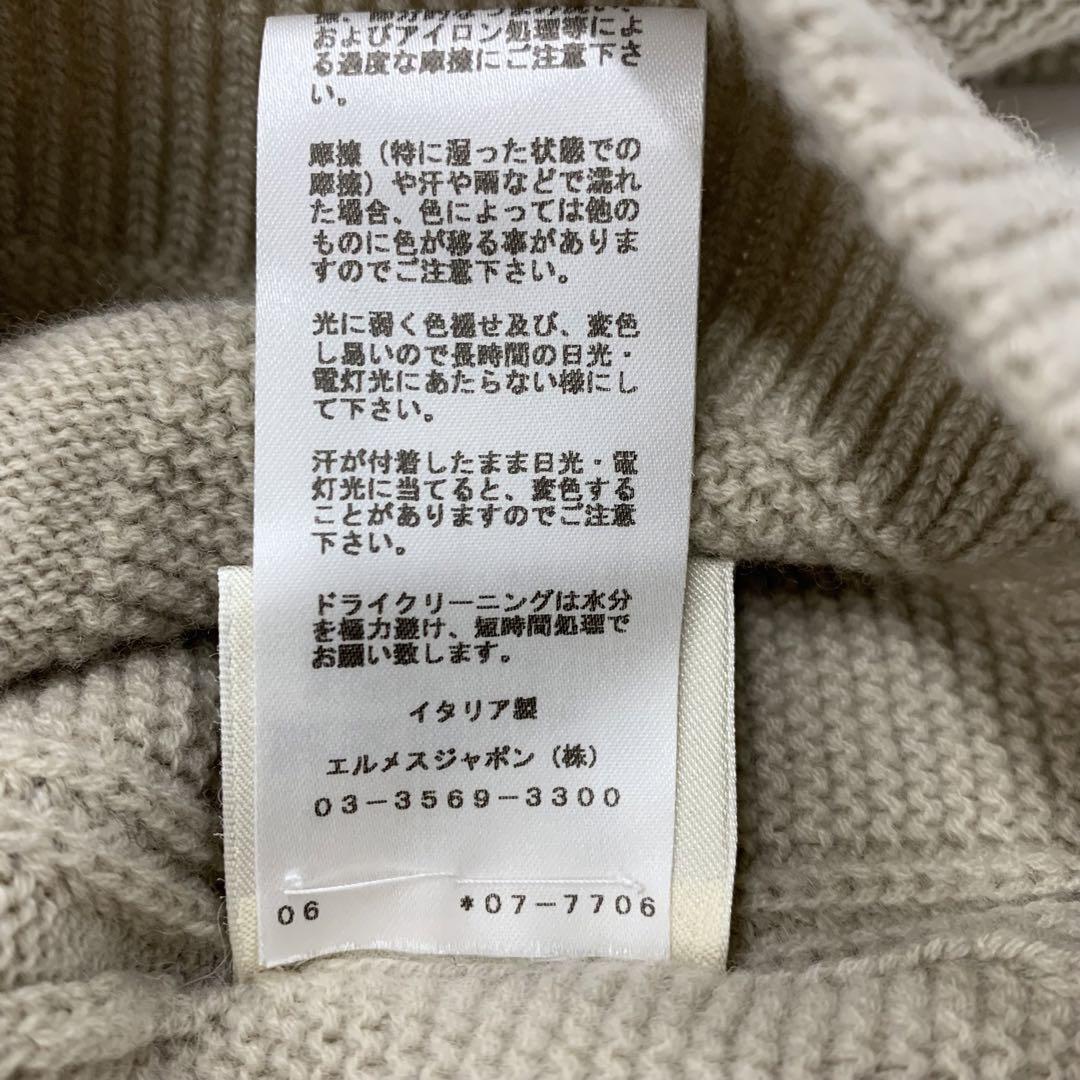 およびアイロン処理等によ
る過度な摩擦にご注意下さ
い。
摩擦（特に湿った状態での
摩擦）や汗や雨などで濡れ
た場合、色によっては他の
ものに色が移る事がありま
すのでご注意下さい。
光に弱く色褪せ及び、変色
し易いので長時間の日光・
電灯光にあたらない様にし
て下さい。
汗が付着したまま日光・電
灯光に当てると、変色する
ことがありますのでご注意
下さい。
ドライクリーニングは水分
を極力避け、短時間処理で
お願い致します。
イタリア製
エルメスジャポン（株）
03-3569-3300
06 *07-7706